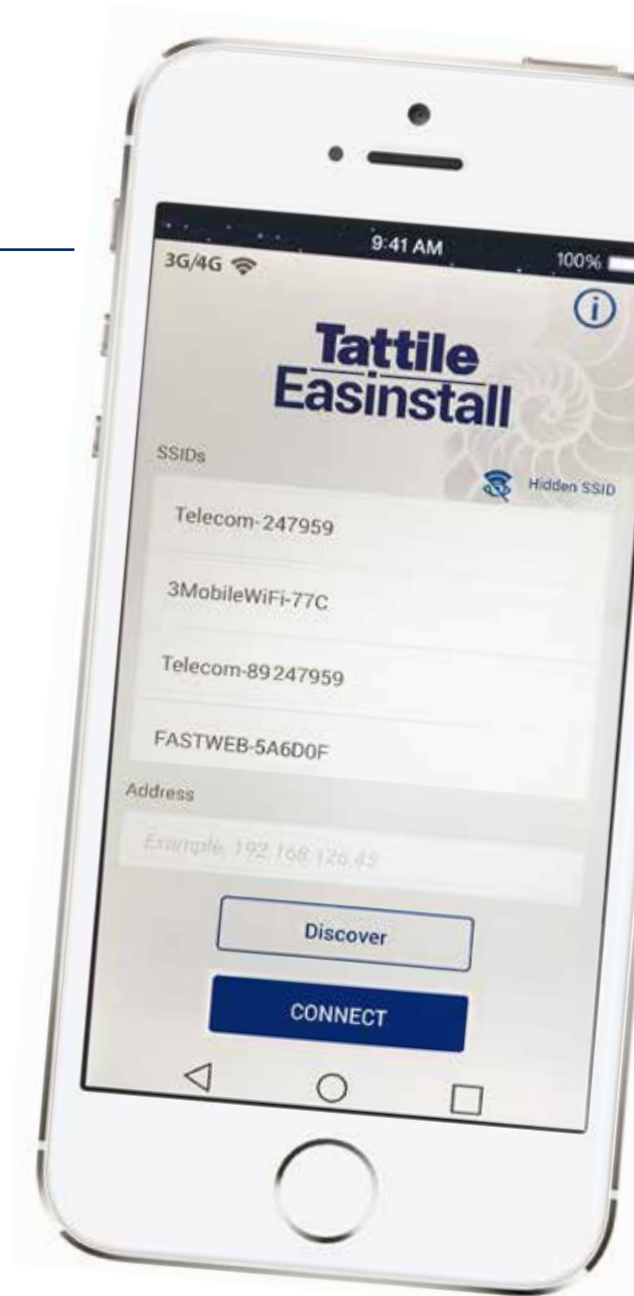 9:41 AM 100%
3G/4G
i
Tattile
Easinstall
SSIDs
Hidden SSID
Telecom-247959
3MobileWiFi-77C
Telecom-89247959
FASTWEB-5A6D0F
Address
Example, 192.168.126.45
Discover
CONNECT